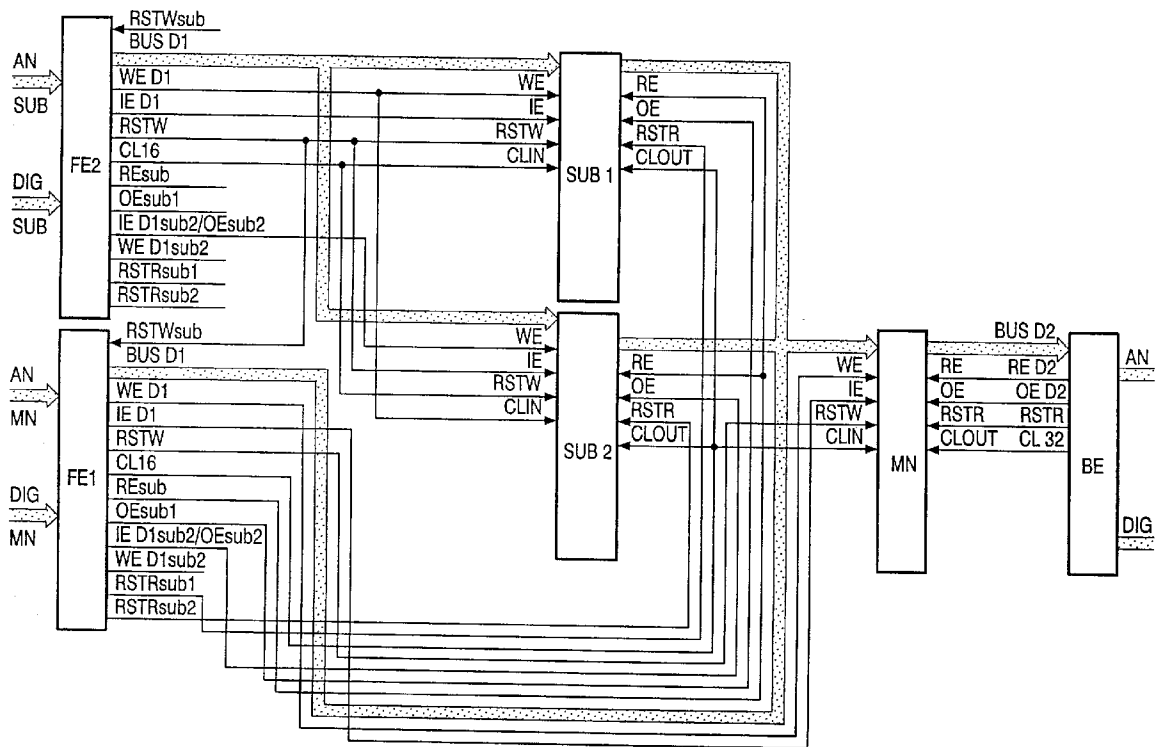 AN
SUB
DIG
SUB
FE2
RSTWsub
BUS D1
WE D1
IE D1
RSTW
CL16
REsub
OEsub1
IE D1sub2/OEsub2
WE D1sub2
RSTRsub1
RSTRsub2
WE
IE
RSTW
CLIN
SUB 1
RE
OE
RSTR
CLOUT
AN
MN
DIG
MN
FE1
RSTWsub
BUS D1
WE D1
IE D1
RSTW
CL16
REsub
OEsub1
IE D1sub2/OEsub2
WE D1sub2
RSTRsub1
RSTRsub2
WE
IE
RSTW
CLIN
SUB 2
RE
OE
RSTR
CLOUT
WE
IE
RSTW
CLIN
MN
BUS D2
RE RE D2
OE OE D2
RSTR RSTR
CLOUT CL 32
BE
AN
DIG